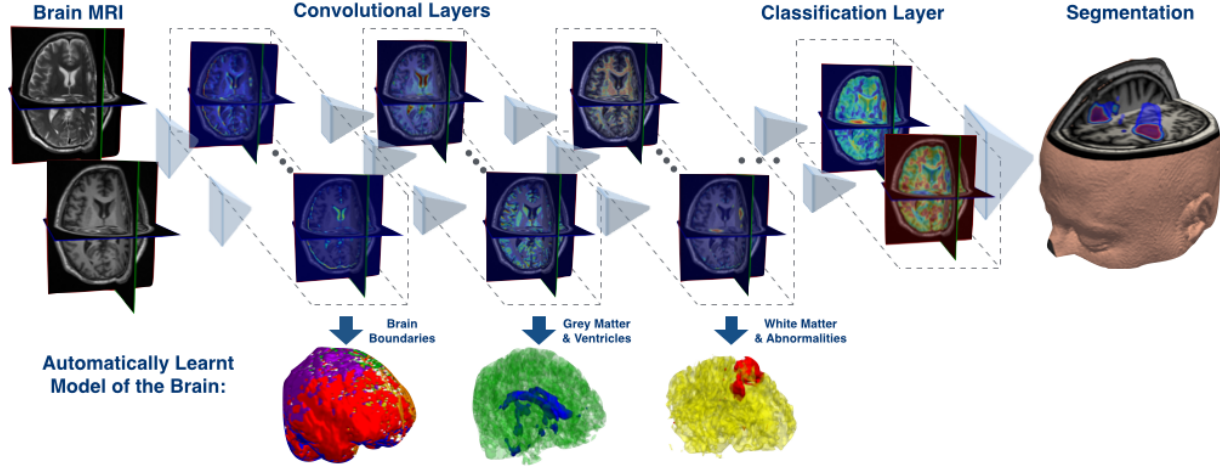 Brain MRI
Convolutional Layers
Classification Layer
Segmentation
Brain
Boundaries
Grey Matter
& Ventricles
White Matter
& Abnormalities
Automatically Learnt
Model of the Brain: